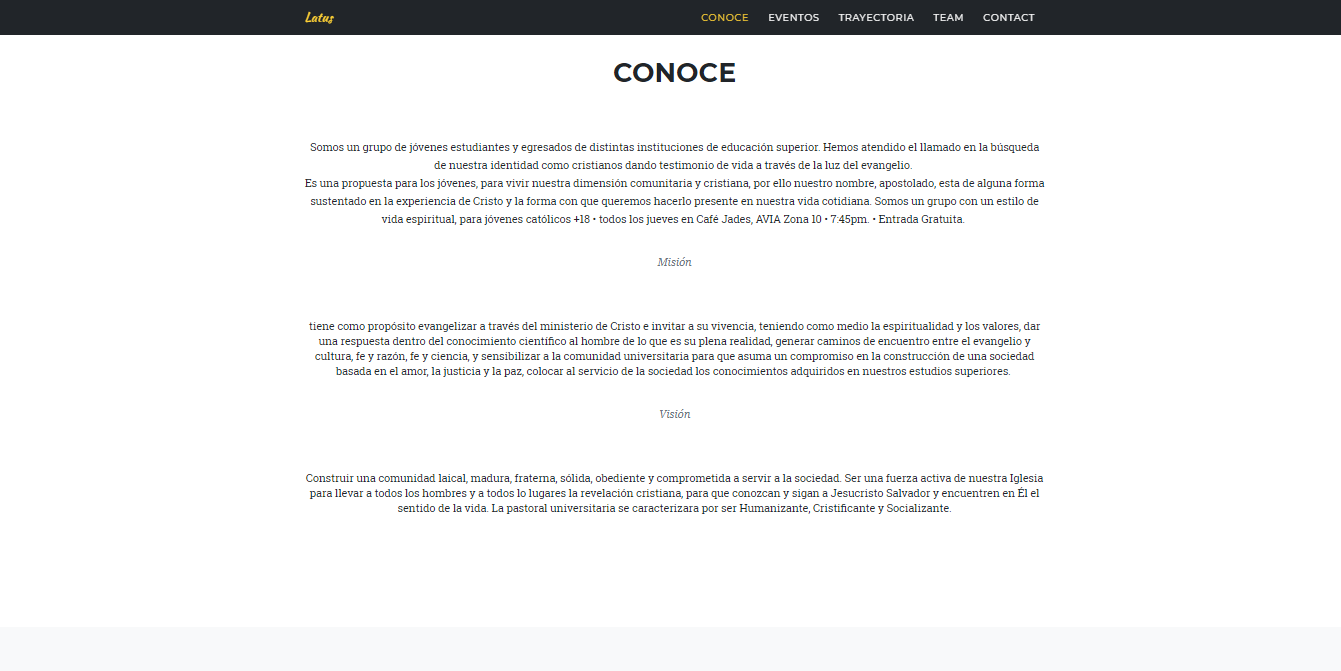 Latus
CONOCE EVENTOS TRAYECTORIA TEAM CONTACT
CONOCE
Somos un grupo de jóvenes estudiantes y egresados de distintas instituciones de educación superior. Hemos atendido el llamado en la búsqueda
de nuestra identidad como cristianos dando testimonio de vida a través de la luz del evangelio.
Es una propuesta para los jóvenes, para vivir nuestra dimensión comunitaria y cristiana, por ello nuestro nombre, apostolado, esta de alguna forma
sustentado en la experiencia de Cristo y la forma con que queremos hacerlo presente en nuestra vida cotidiana. Somos un grupo con un estilo de
vida espiritual, para jóvenes católicos +18 • todos los jueves en Café Jades, AVIA Zona 10 • 7:45pm. • Entrada Gratuita.
Misión
tiene como propósito evangelizar a través del ministerio de Cristo e invitar a su vivencia, teniendo como medio la espiritualidad y los valores, dar
una respuesta dentro del conocimiento científico al hombre de lo que es su plena realidad, generar caminos de encuentro entre el evangelio y
cultura, fe y razón, fe y ciencia, y sensibilizar a la comunidad universitaria para que asuma un compromiso en la construcción de una sociedad
basada en el amor, la justicia y la paz, colocar al servicio de la sociedad los conocimientos adquiridos en nuestros estudios superiores.
Visión
Construir una comunidad laical, madura, fraterna, sólida, obediente y comprometida a servir a la sociedad. Ser una fuerza activa de nuestra Iglesia
para llevar a todos los hombres y a todos lo lugares la revelación cristiana, para que conozcan y sigan a Jesucristo Salvador y encuentren en Él el
sentido de la vida. La pastoral universitaria se caracterizara por ser Humanizante, Cristificante y Socializante.